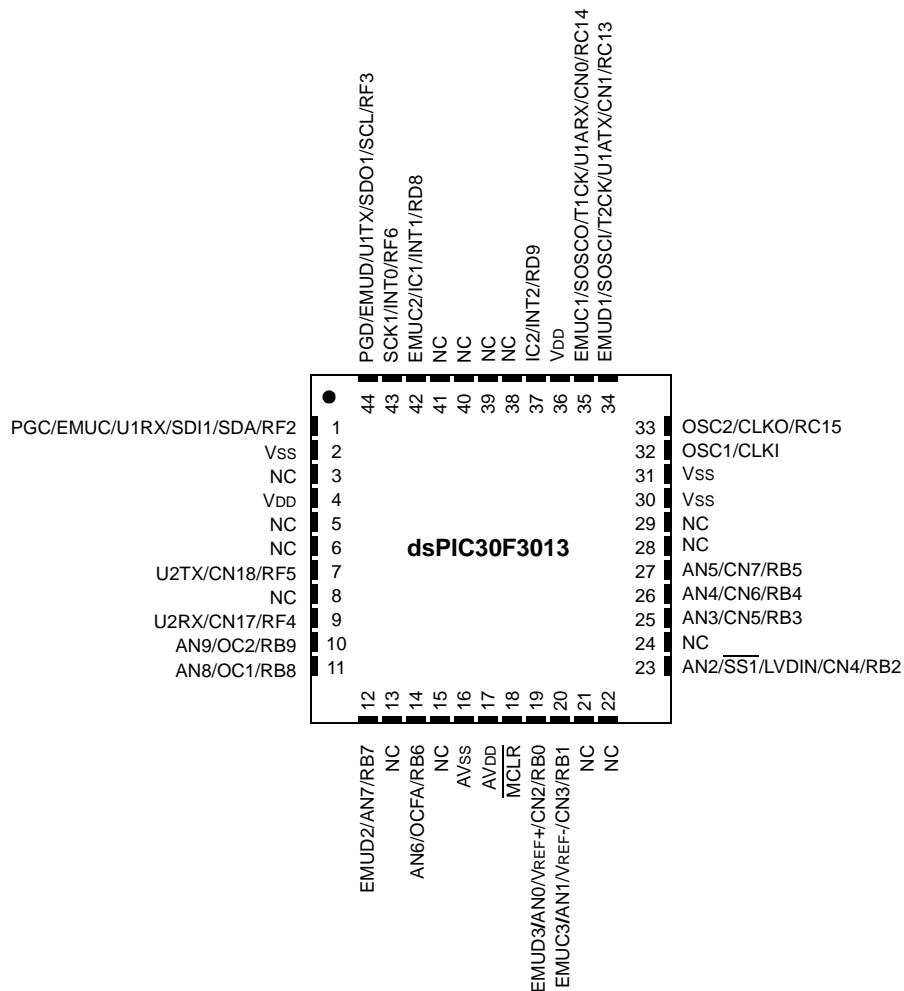 PGD/EMUD/U1TX/SDO1/SCL/RF3
SCK1/INT0/RF6
EMUC2/IC1/INT1/RD8
NC
NC
NC
NC
IC2/INT2/RD9
VDD
EMUC1/SOSCO/T1CK/U1ARX/CN0/RC14
EMUD1/SOSCI/T2CK/U1ATX/CN1/RC13
44
43
42
41
40
39
38
37
36
35
34
PGC/EMUC/U1RX/SDI1/SDA/RF2 1
VSS 2
NC 3
VDD 4
NC 5
NC 6
U2TX/CN18/RF5 7
NC 8
U2RX/CN17/RF4 9
AN9/OC2/RB9 10
AN8/OC1/RB8 11
dsPIC30F3013
33 OSC2/CLKO/RC15
32 OSC1/CLKI
31 VSS
30 VSS
29 NC
28 NC
27 AN5/CN7/RB5
26 AN4/CN6/RB4
25 AN3/CN5/RB3
24 NC
23 AN2/SS1/LVDIN/CN4/RB2
12
13
14
15
16
17
18
19
20
21
22
EMUD2/AN7/RB7
NC
AN6/OCFA/RB6
NC
AVSS
AVDD
MCLR
EMUD3/AN0/VREF+/CN2/RB0
EMUC3/AN1/VREF-/CN3/RB1
NC
NC